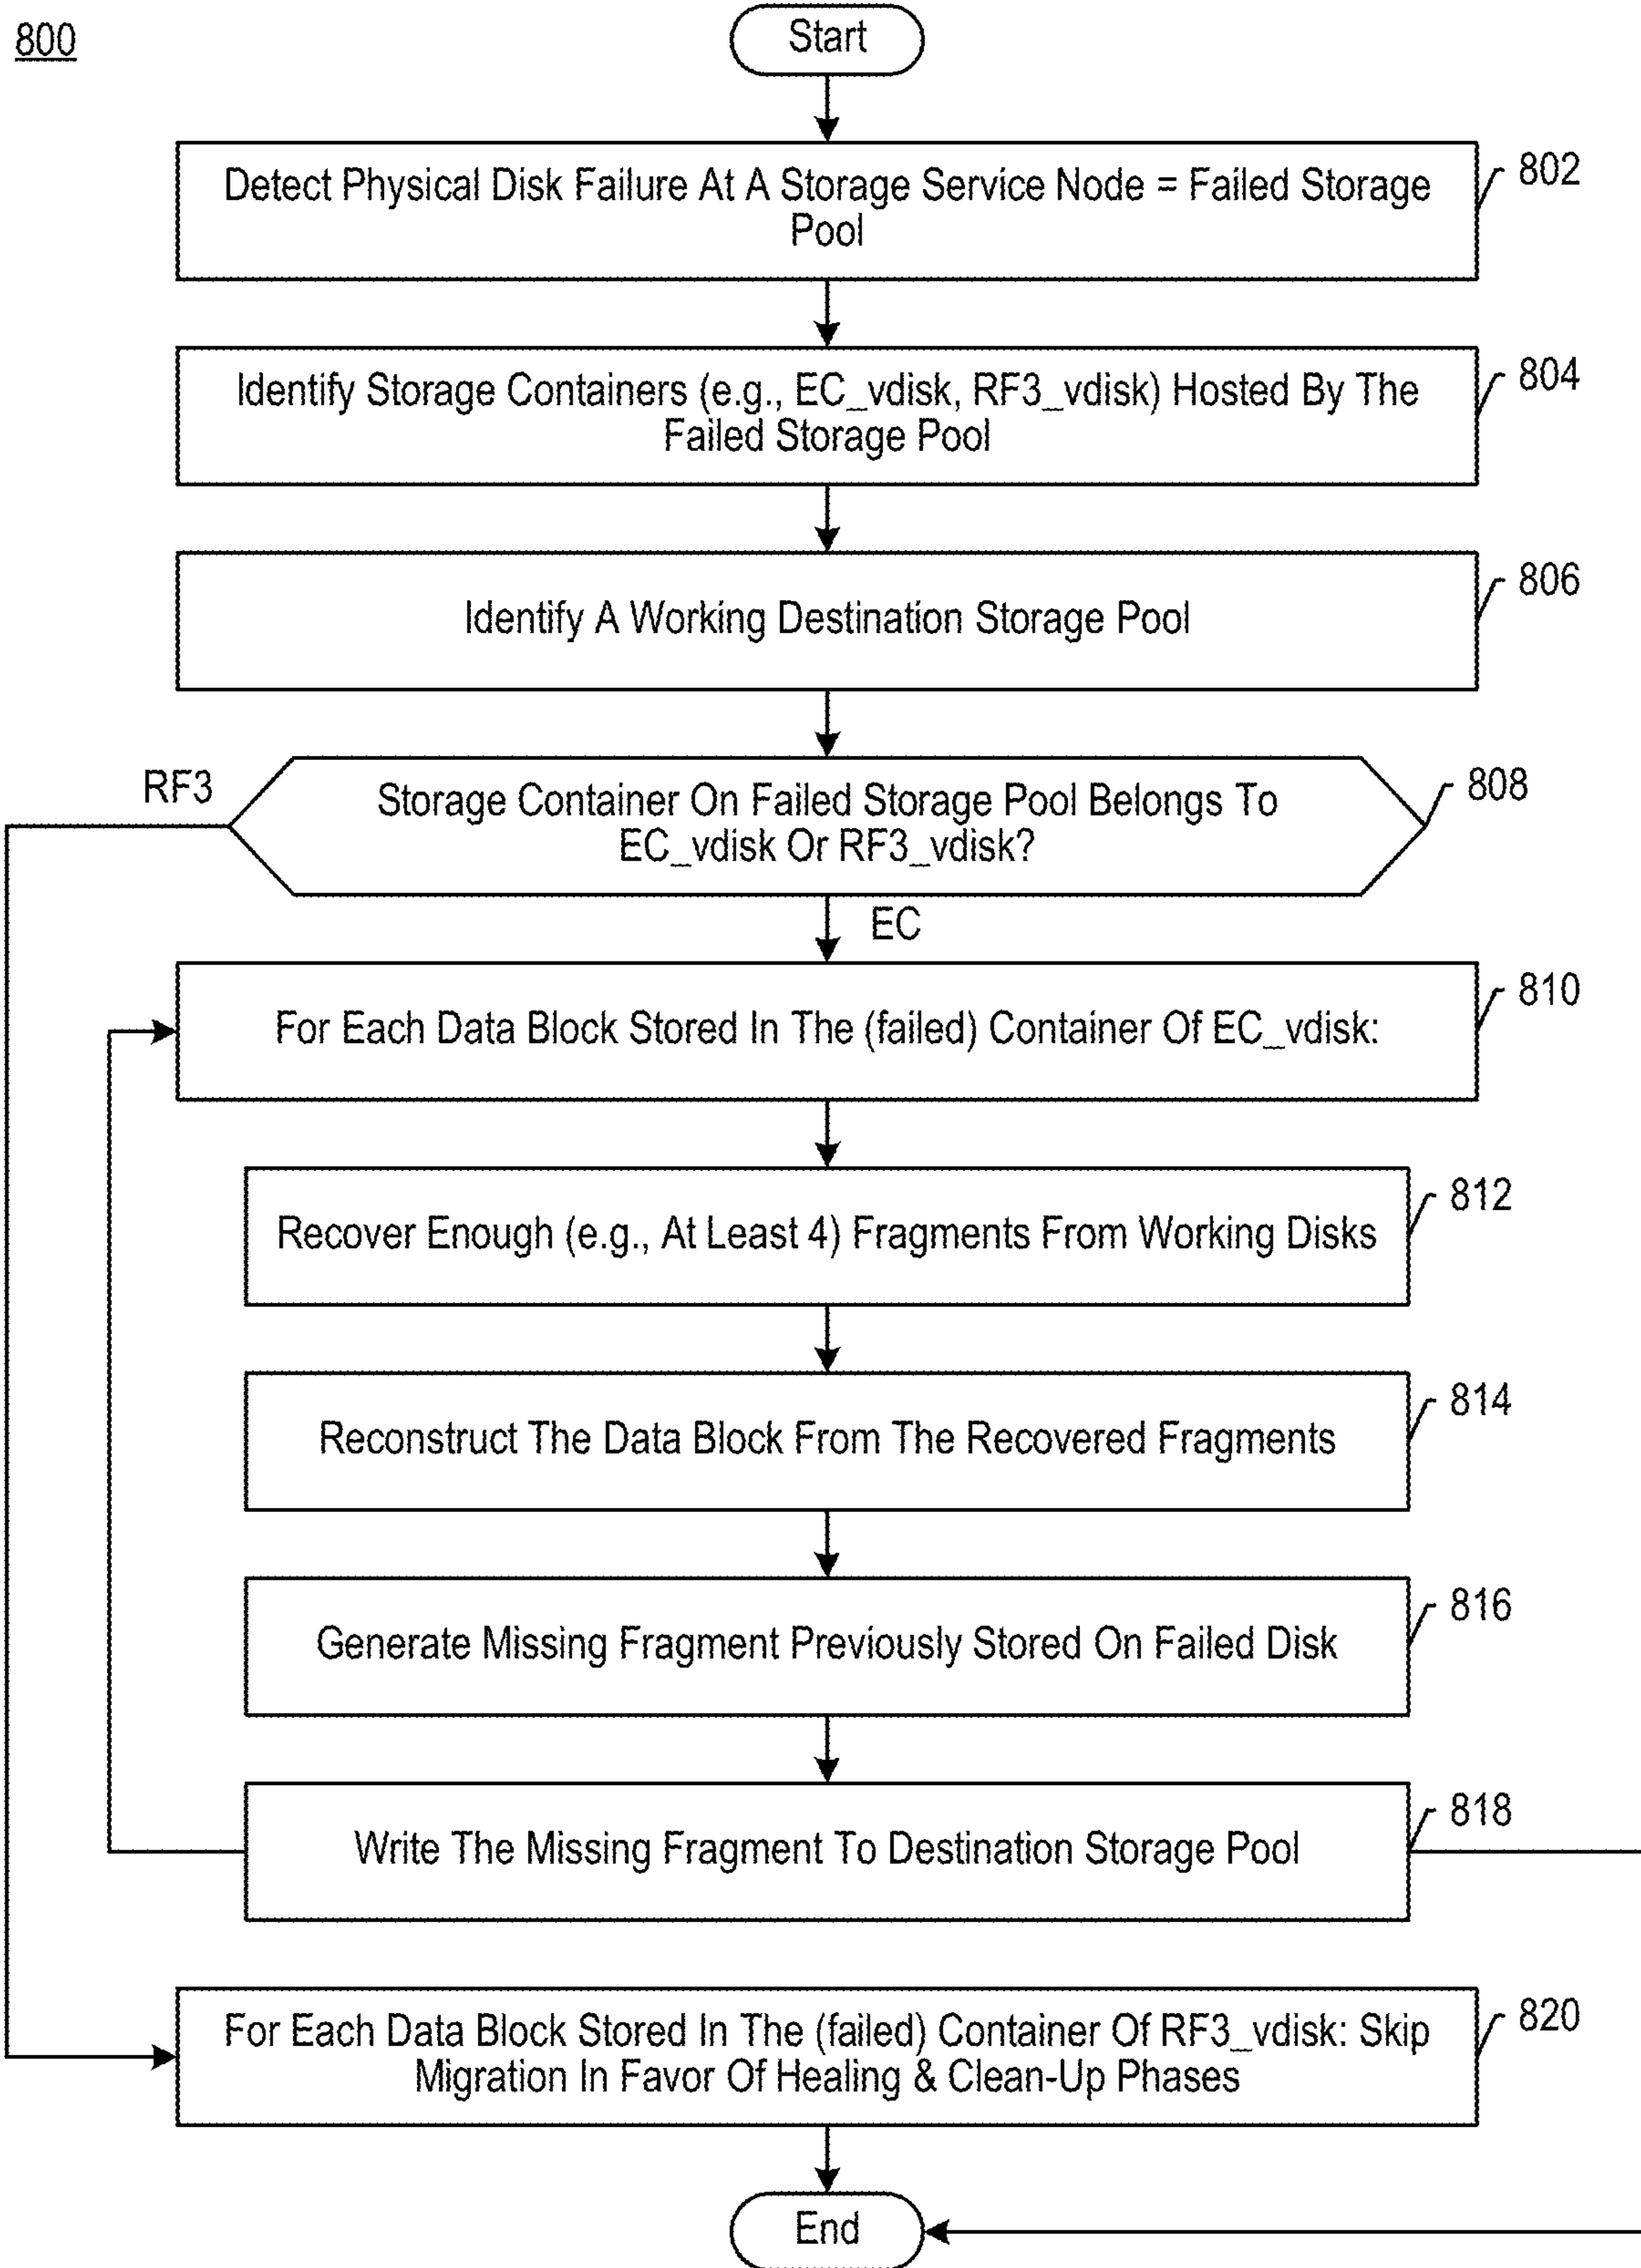 800
Start
Detect Physical Disk Failure At A Storage Service Node = Failed Storage
Pool
802
Identify Storage Containers (e.g., EC_vdisk, RF3_vdisk) Hosted By The
Failed Storage Pool
804
Identify A Working Destination Storage Pool
806
RF3
Storage Container On Failed Storage Pool Belongs To
EC_vdisk Or RF3_vdisk?
808
EC
For Each Data Block Stored In The (failed) Container Of EC_vdisk:
810
Recover Enough (e.g., At Least 4) Fragments From Working Disks
812
Reconstruct The Data Block From The Recovered Fragments
814
Generate Missing Fragment Previously Stored On Failed Disk
816
Write The Missing Fragment To Destination Storage Pool
818
For Each Data Block Stored In The (failed) Container Of RF3_vdisk: Skip
Migration In Favor Of Healing & Clean-Up Phases
820
End